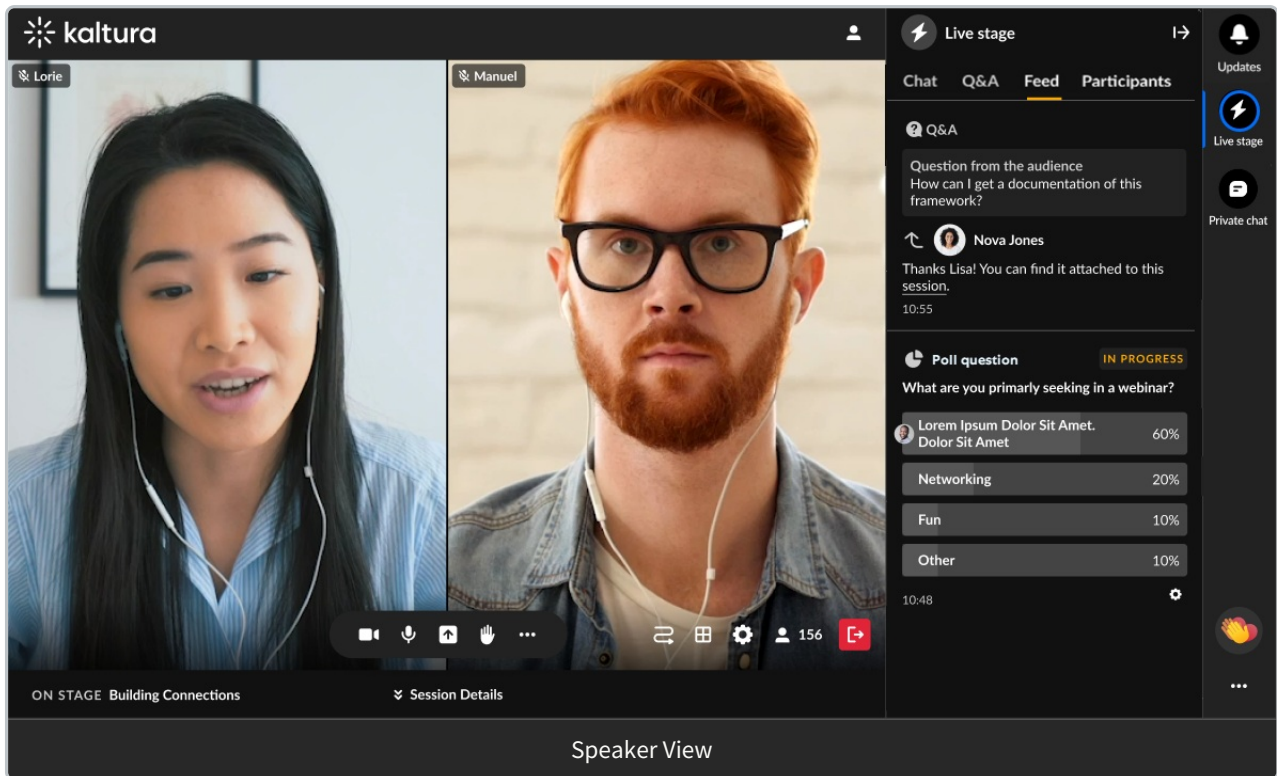 kaltura
Lorie
Manuel
ON STAGE Building Connections
Session Details
156
Live stage
Chat Q&A Feed Participants
Q&A
Question from the audience
How can I get a documentation of this
framework?
Nova Jones
Thanks Lisa! You can find it attached to this
session.
10:55
Poll question IN PROGRESS
What are you primarly seeking in a webinar?
Lorem Ipsum Dolor Sit Amet.
Dolor Sit Amet 60%
Networking 20%
Fun 10%
Other 10%
10:48
Updates
Live stage
Private chat
Speaker View